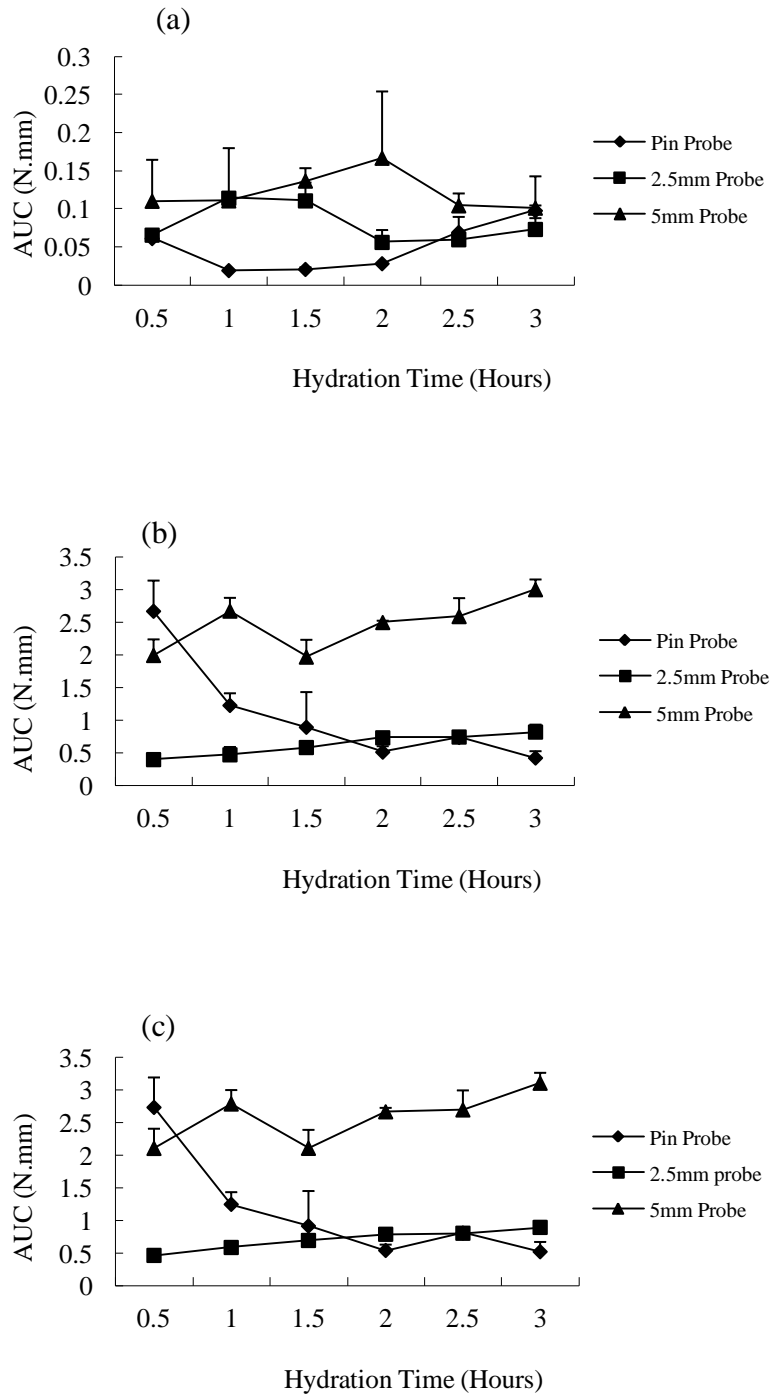 (a)
0.3
0.25
0.2
0.15
0.1
0.05
0
AUC (N.mm)
0.5 1 1.5 2 2.5 3
Hydration Time (Hours)
Pin Probe
2.5mm Probe
5mm Probe
(b)
3.5
3
2.5
2
1.5
1
0.5
0
AUC (N.mm)
0.5 1 1.5 2 2.5 3
Hydration Time (Hours)
Pin Probe
2.5mm Probe
5mm Probe
(c)
3.5
3
2.5
2
1.5
1
0.5
0
AUC (N.mm)
0.5 1 1.5 2 2.5 3
Hydration Time (Hours)
Pin Probe
2.5mm probe
5mm Probe